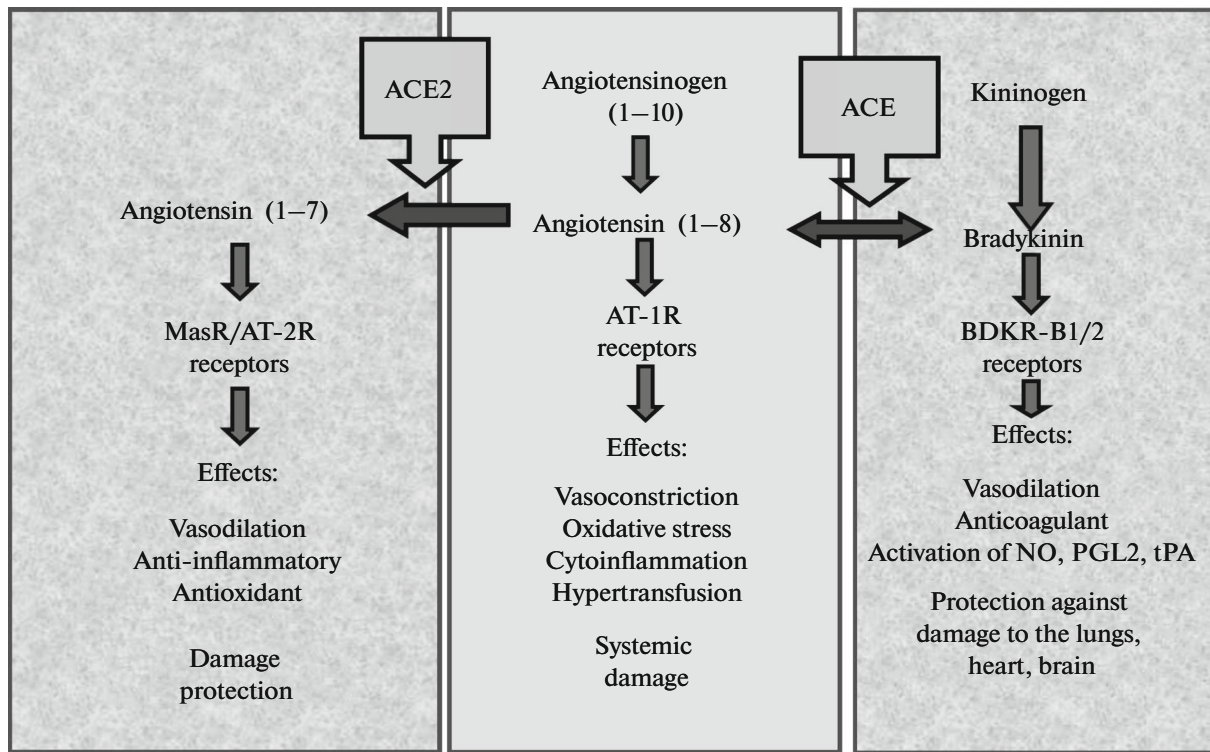 ACE2
Angiotensin (1–7)
MasR/AT-2R
receptors
Effects:
Vasodilation
Anti-inflammatory
Antioxidant
Damage
protection
Angiotensinogen
(1–10)
Angiotensin (1–8)
AT-1R
receptors
Effects:
Vasoconstriction
Oxidative stress
Cytoinflammation
Hypertransfusion
Systemic
damage
ACE
Kininogen
Bradykinin
BDKR-B1/2
receptors
Effects:
Vasodilation
Anticoagulant
Activation of NO, PGL2, tPA
Protection against
damage to the lungs,
heart, brain